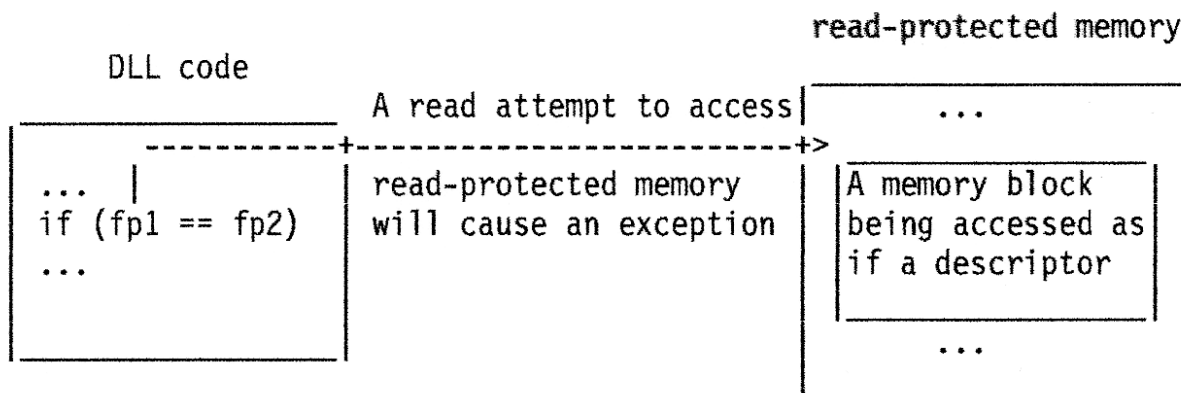 read-protected memory
DLL code
A read attempt to access
...
... 
if (fp1 == fp2)
...
read-protected memory
will cause an exception
A memory block
being accessed as
if a descriptor
...